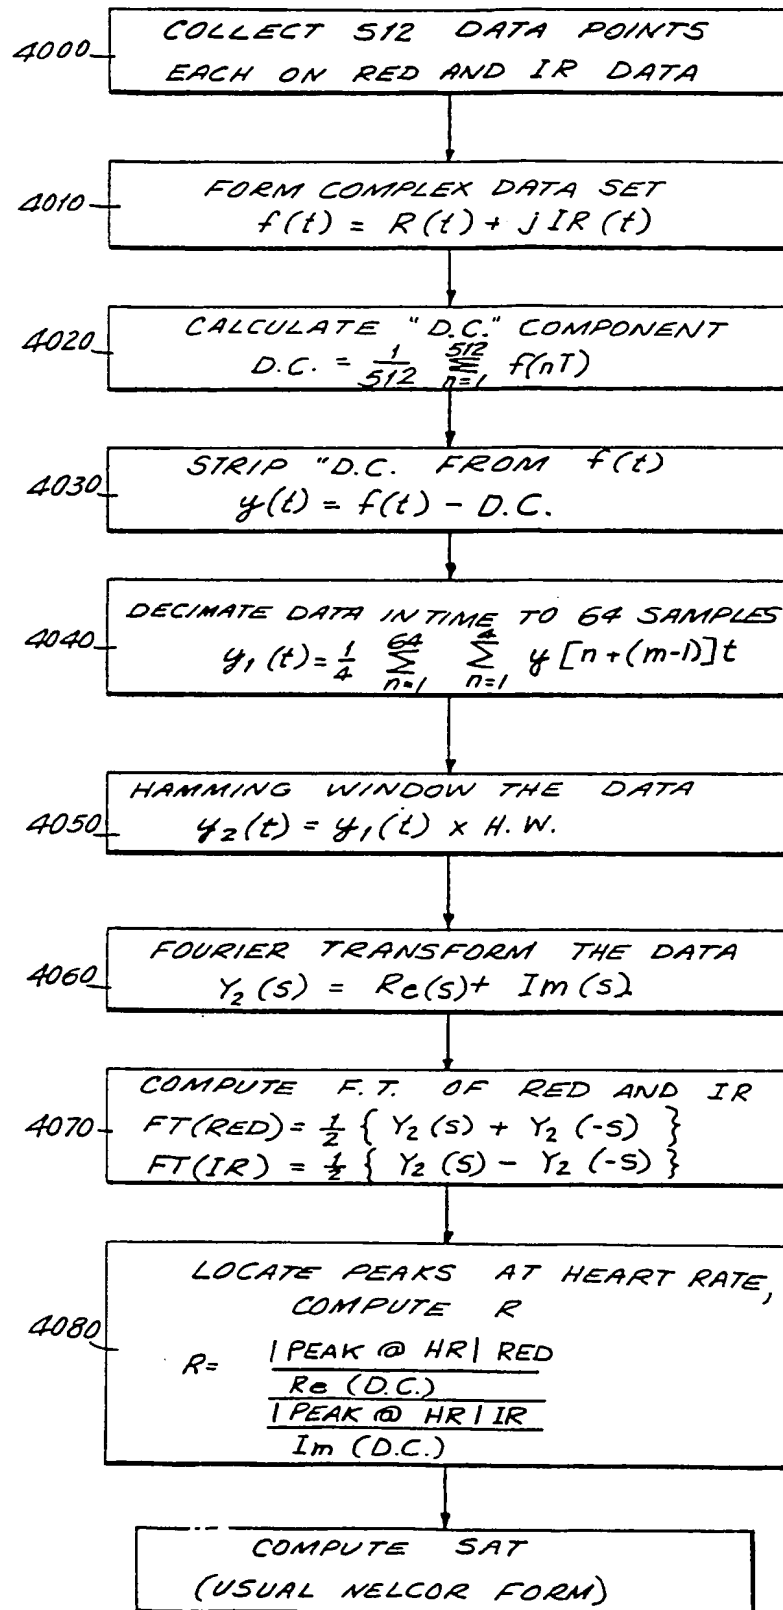 4000
COLLECT 512 DATA POINTS
EACH ON RED AND IR DATA
4010
FORM COMPLEX DATA SET
f(t) = R(t) + jIR(t)
4020
CALCULATE "D.C." COMPONENT
D.C. = 1/512 512 Σ n=1 f(nT)
4030
STRIP "D.C. FROM f(t)
y(t) = f(t) - D.C.
4040
DECIMATE DATA IN TIME TO 64 SAMPLES
y₁(t) = 1/4 64 Σ n=1 4 Σ n=1 y[n+(m-1)]t
4050
HAMMING WINDOW THE DATA
y₂(t) = y₁(t) x H.W.
4060
FOURIER TRANSFORM THE DATA
Y₂(s) = Re(s)+ Im(s)
4070
COMPUTE F.T. OF RED AND IR
FT(RED) = 1/2 { Y₂(s) + Y₂(-s) }
FT(IR) = 1/2 { Y₂(s) - Y₂(-s) }
4080
LOCATE PEAKS AT HEART RATE,
COMPUTE R
R=
|PEAK @ HR| RED
Re (D.C.)
|PEAK @ HR| IR
Im (D.C.)
COMPUTE SAT
(USUAL NELCOR FORM)